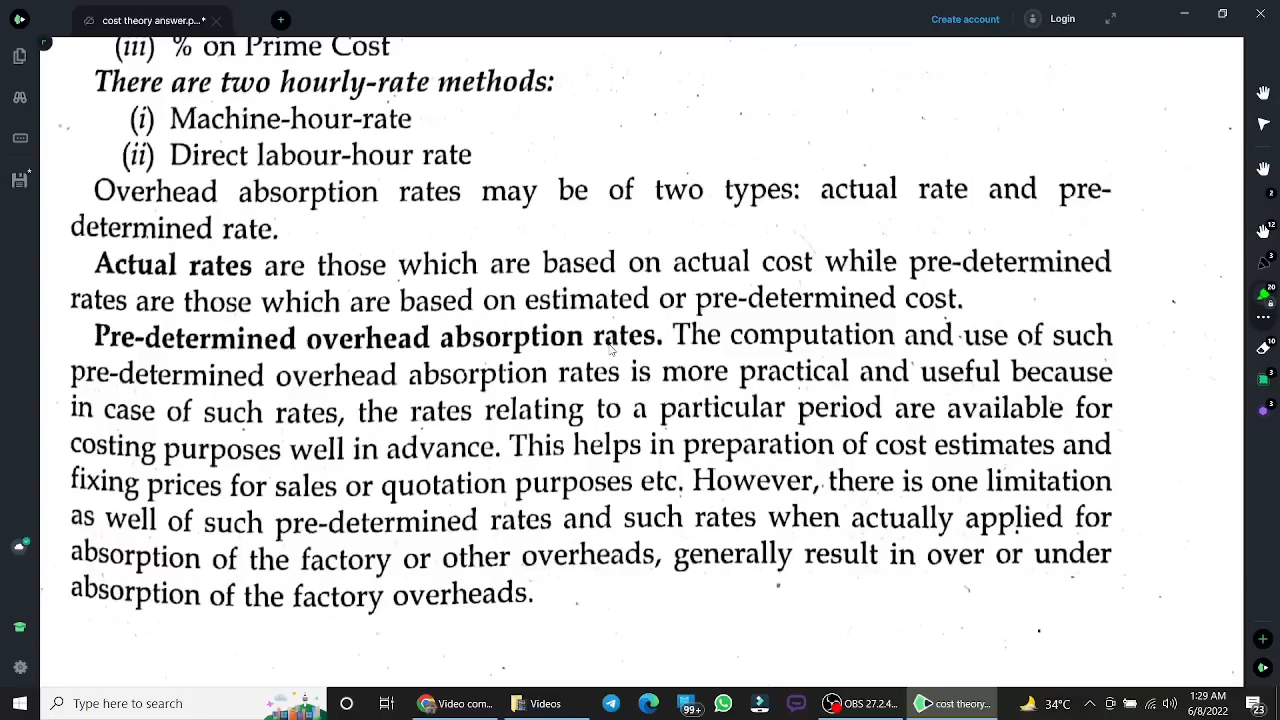 cost theory answer.p...*
Create account
Login
(iii) % on Prime Cost
There are two hourly-rate methods:
(i) Machine-hour-rate
(ii) Direct labour-hour rate
Overhead absorption rates may be of two types: actual rate and pre-
determined rate.
Actual rates are those which are based on actual cost while pre-determined
rates are those which are based on estimated or pre-determined cost.
Pre-determined overhead absorption rates. The computation and use of such
pre-determined overhead absorption rates is more practical and useful because
in case of such rates, the rates relating to a particular period are available for
costing purposes well in advance. This helps in preparation of cost estimates and
fixing prices for sales or quotation purposes etc. However, there is one limitation
as well of such pre-determined rates and such rates when actually applied for
absorption of the factory or other overheads, generally result in over or under
absorption of the factory overheads.
2
12
3
20
10
3
3
Type here to search
Video com...
Videos
99+
OBS 27.2.4...
cost theory...
34°C
1:29 AM
6/8/2022
23